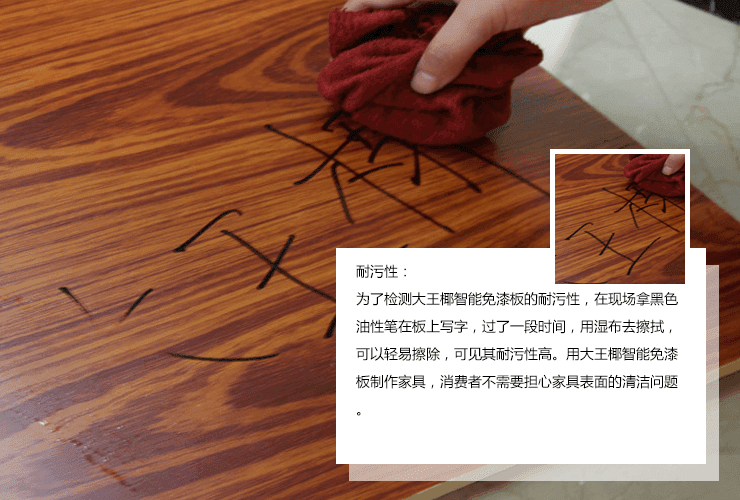 耐污性：
为了检测大王椰智能免漆板的耐污性，在现场拿黑色
油性笔在板上写字，过了一段时间，用湿布去擦拭，
可以轻易擦除，可见其耐污性高。用大王椰智能免漆
板制作家具，消费者不需要担心家具表面的清洁问题
。